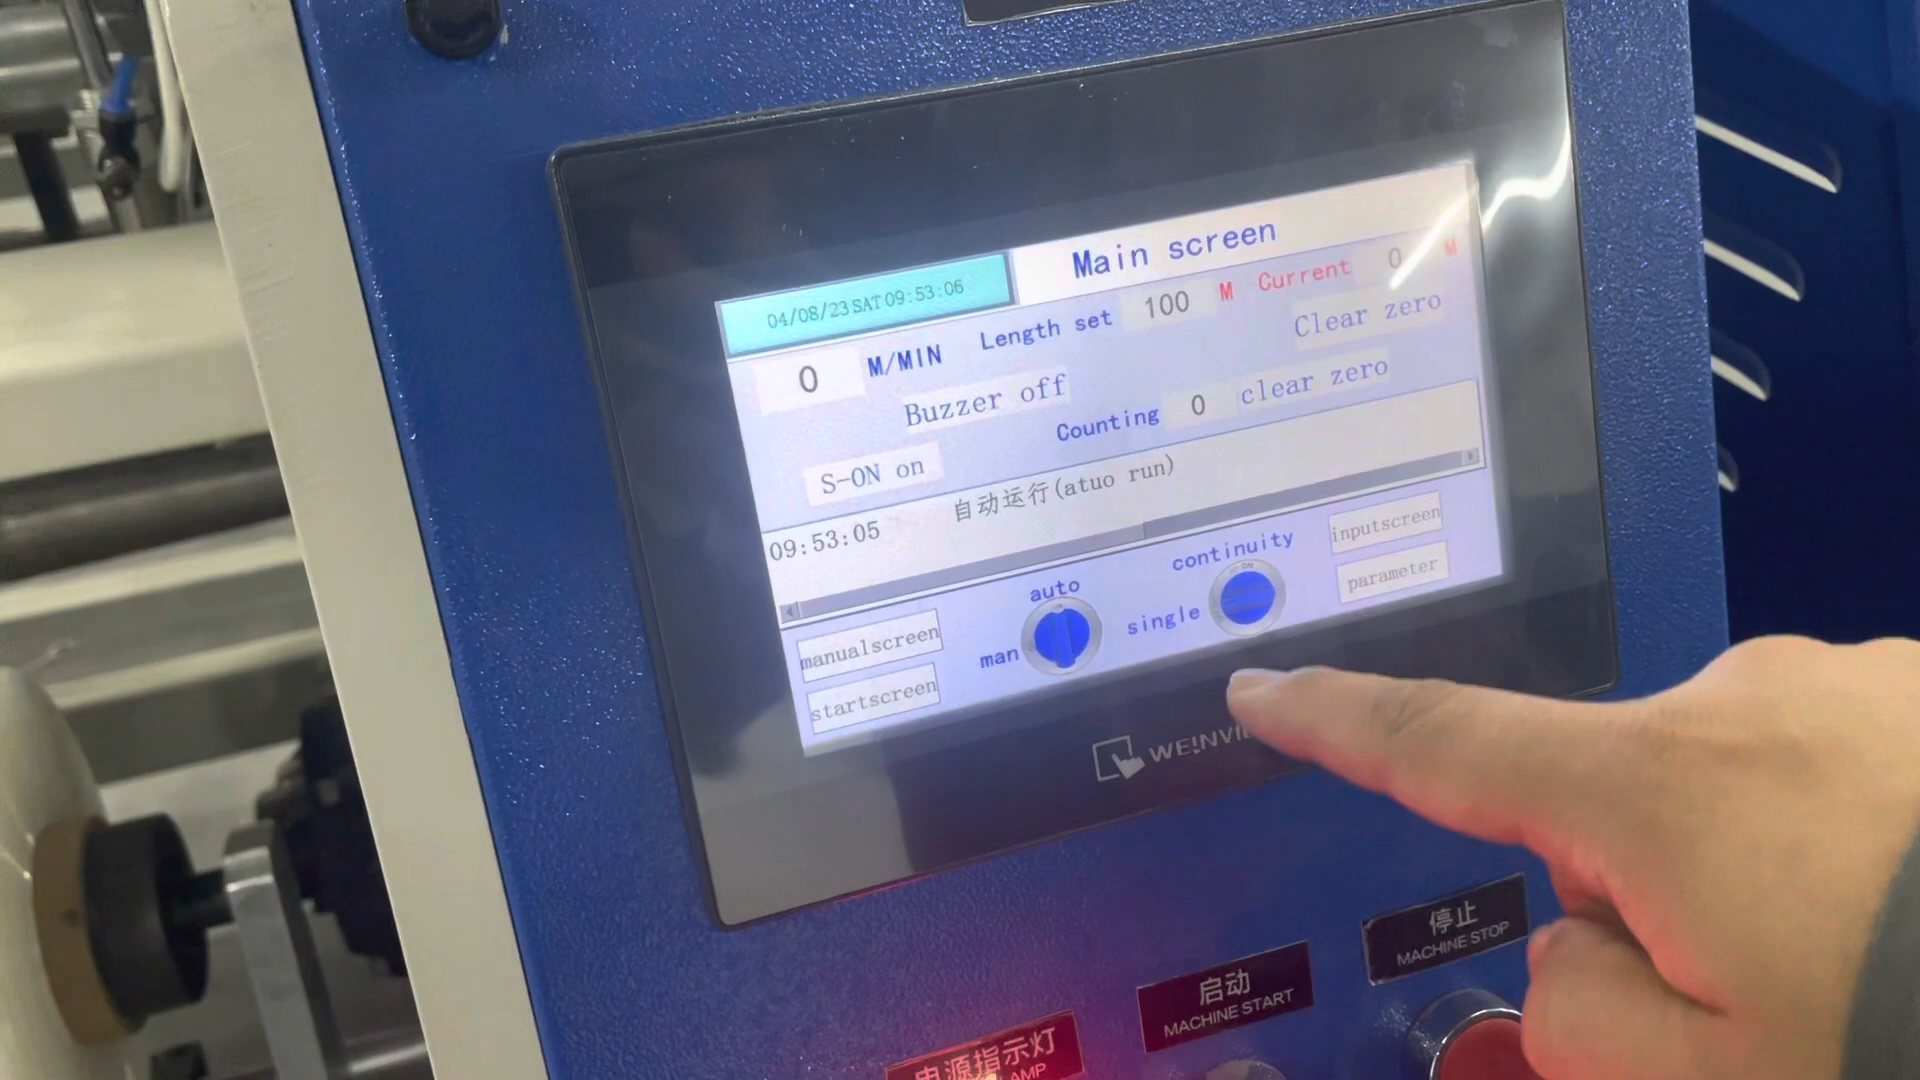 Main screen
04/08/23 SAT 09:53:06
Length set 100 M Current 0 M
0 M/MIN
Clear zero
Buzzer off
Counting 0 clear zero
S-ON on
09:53:05 自动运行(atuo run)
continuity
inputscreen
auto
parameter
single
manualscreen
man
startscreen
停止
MACHINE STOP
启动
MACHINE START
电源指示灯